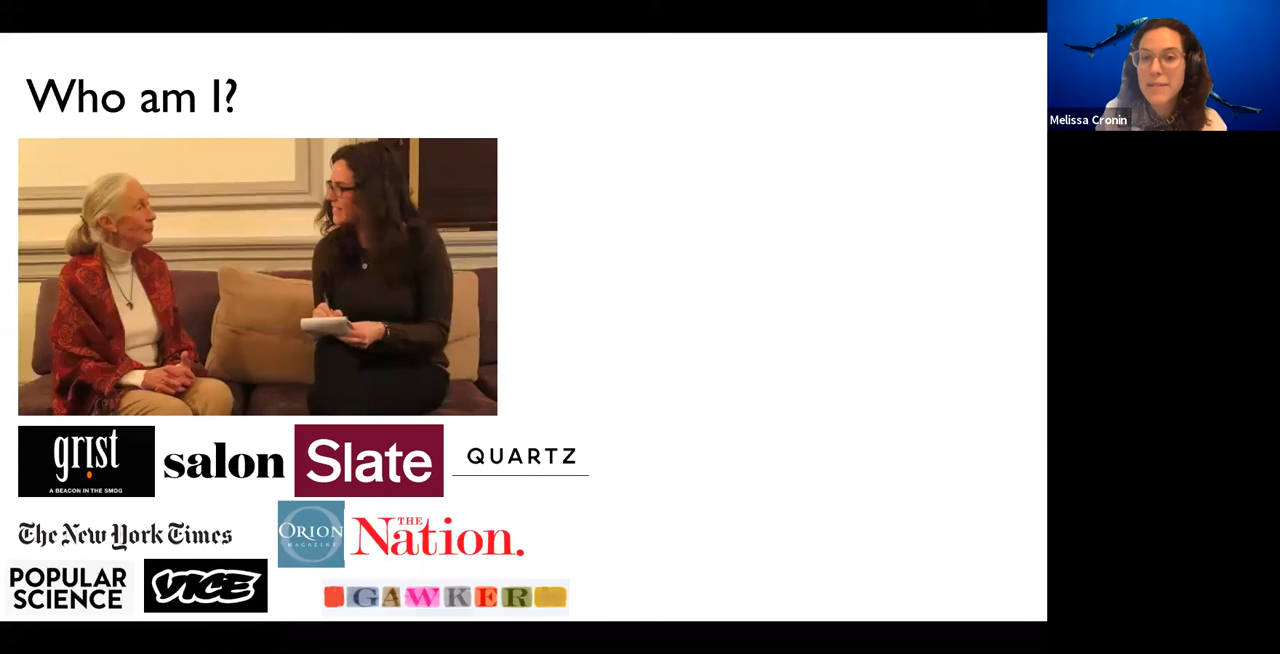 Who am I?
Melissa Cronin
grist
A BEACON IN THE SMOG
salon
Slate
QUARTZ
The New York Times
ORION
MAGAZINE
THE
Nation.
POPULAR
SCIENCE
VICE
GAWKER